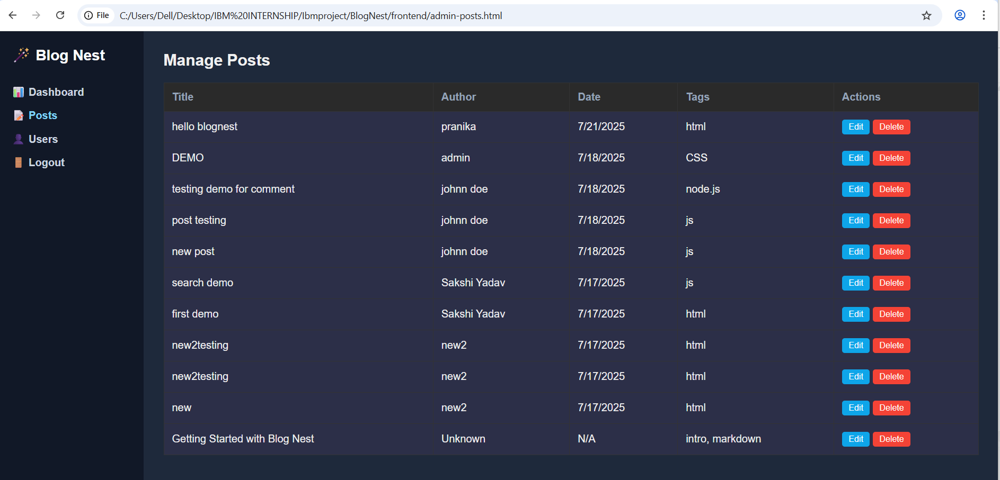 File C:/Users/Dell/Desktop/IBM%20INTERNSHIP/Ibmproject/BlogNest/frontend/admin-posts.html
Blog Nest
Dashboard
Posts
Users
Logout
Manage Posts
Title Author Date Tags Actions
hello blognest pranika 7/21/2025 html Edit Delete
DEMO admin 7/18/2025 CSS Edit Delete
testing demo for comment johnn doe 7/18/2025 node.js Edit Delete
post testing johnn doe 7/18/2025 js Edit Delete
new post johnn doe 7/18/2025 js Edit Delete
search demo Sakshi Yadav 7/17/2025 js Edit Delete
first demo Sakshi Yadav 7/17/2025 html Edit Delete
new2testing new2 7/17/2025 html Edit Delete
new2testing new2 7/17/2025 html Edit Delete
new new2 7/17/2025 html Edit Delete
Getting Started with Blog Nest Unknown N/A intro, markdown Edit Delete